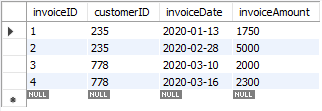 invoiceID customerID invoiceDate invoiceAmount
1 235 2020-01-13 1750
2 235 2020-02-28 5000
3 778 2020-03-10 2000
4 778 2020-03-16 2300
NULL NULL NULL NULL